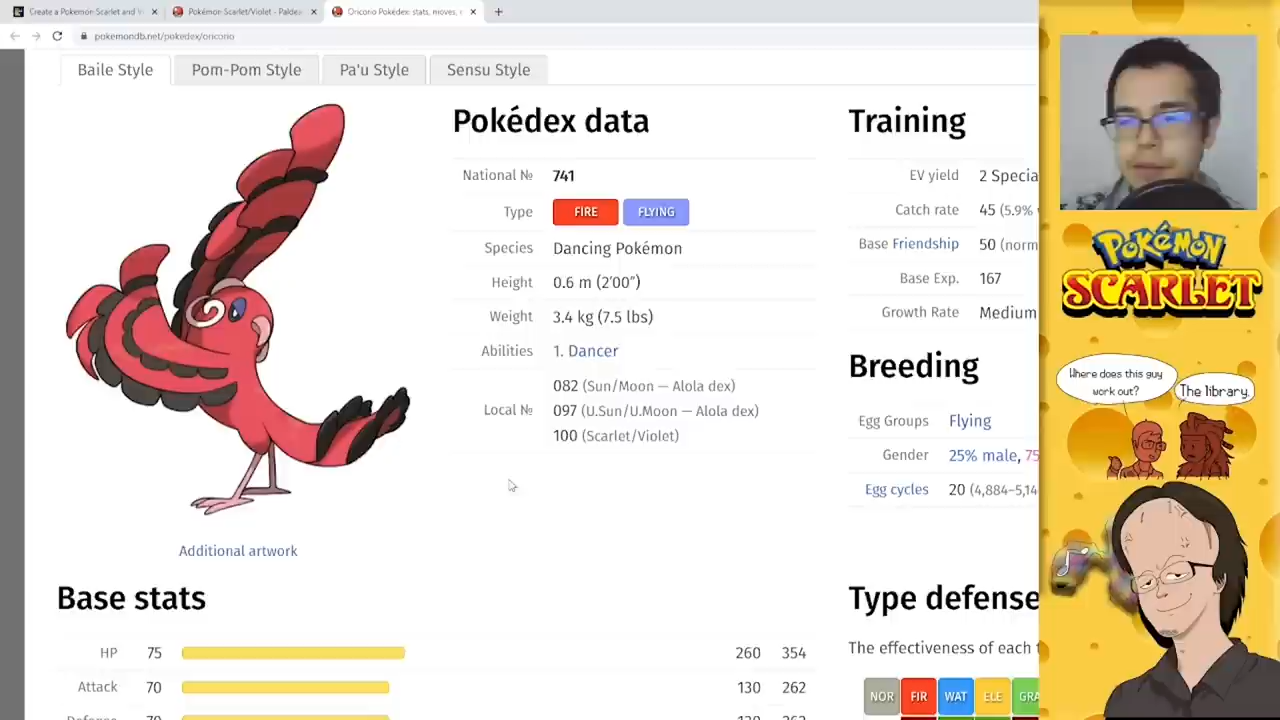 Create a Pokemon Scarlet and Vi
Pokémon Scarlet/Violet - Paldea
Oricorio Pokédex: stats, moves, e
pokemondb.net/pokedex/oricorio
Baile Style
Pom-Pom Style
Pa'u Style
Sensu Style
Pokédex data
National № 741
Type FIRE FLYING
Species Dancing Pokémon
Height 0.6 m (2′00″)
Weight 3.4 kg (7.5 lbs)
Abilities 1. Dancer
Local № 082 (Sun/Moon — Alola dex)
097 (U.Sun/U.Moon — Alola dex)
100 (Scarlet/Violet)
Additional artwork
Training
EV yield 2 Specia
Catch rate 45 (5.9%
Base Friendship 50 (norm
Base Exp. 167
Growth Rate Medium
Breeding
Egg Groups Flying
Gender 25% male, 75
Egg cycles 20 (4,884–5,14
Base stats
HP 75 260 354
Attack 70 130 262
Type defense
The effectiveness of each t
NOR FIR WAT ELE GRA
POKÉMON
SCARLET
Where does this guy
work out?
The library.